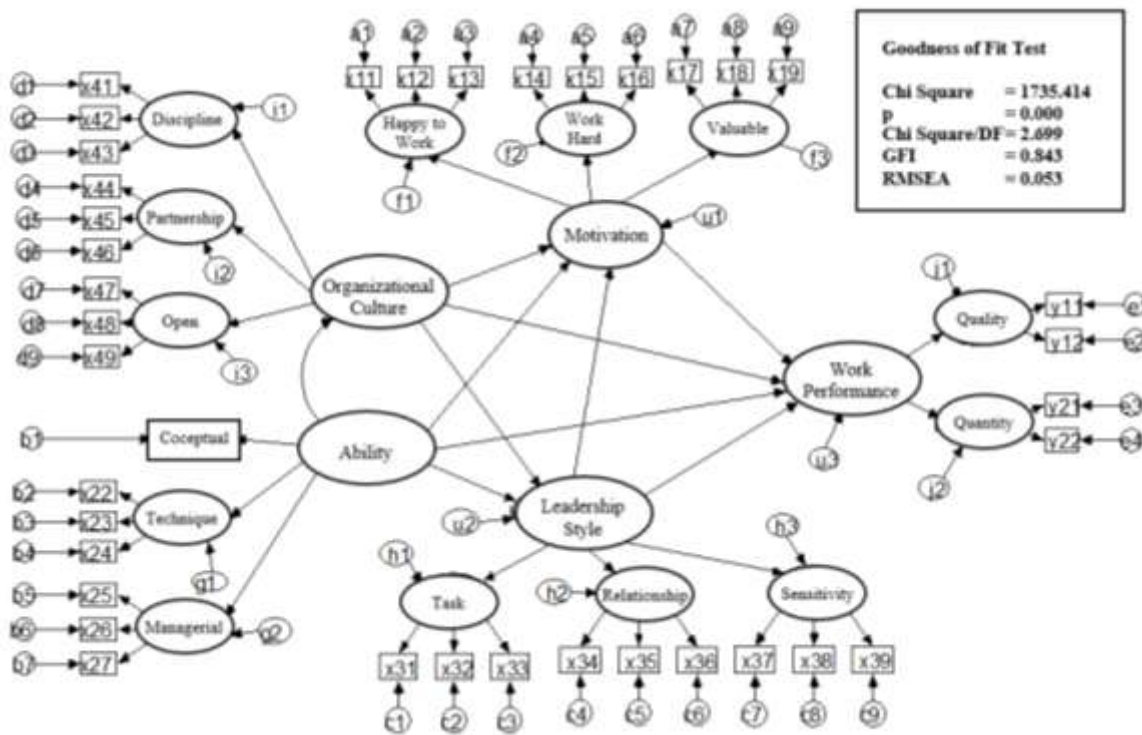 a1 a2 a3 a4 a5 a6 a7 a8 a9
x11 x12 x13 x14 x15 x16 x17 x18 x19
Happy to
Work
Work
Hard
Valuable
f1
f2
f3
Goodness of Fit Test
Chi Square = 1735.414
p = 0.000
Chi Square/DF = 2.699
GFI = 0.843
RMSEA = 0.053
d1 x41
d2 x42
x43
Discipline
i1
d4 x44
d5 x45
d6 x46
Partnership
i2
d7 x47
d8 x48
d9 x49
Open
i3
Organizational
Culture
Motivation
u1
Work
Performance
u3
Quality
j1
y11
y12 e2
Quantity
j2
y21 e3
y22 e4
b1
Coceptual
Ability
b2 x22
b3 x23
b4 x24
Technique
g1
b5 x25
b6 x26
b7 x27
Managerial
g2
Leadership
Style
u2
h1
Task
h2
Relationship
h3
Sensitivity
x31 x32 x33 x34 x35 x36 x37 x38 x39
c1 c2 c3 c4 c5 c6 c7 c8 c9